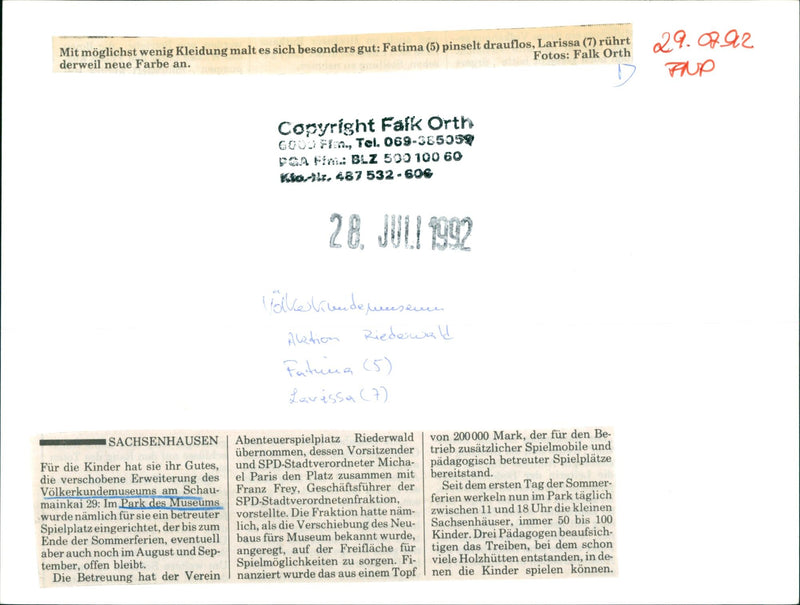 Mit möglichst wenig Kleidung malt es sich besonders gut: Fatima (5) pinselt drauflos, Larissa (7) rührt
derweil neue Farbe an. Fotos: Falk Orth
29.07.92
FNP
Copyright Falk Orth
6000 Ffm., Tel. 069-385059
PGA Ffm.: BLZ 500 100 60
Kto.-Nr. 487 532 - 606
28. JULI 1992
Völkerkundemuseum
Aktion Riederwald
Fatima (5)
Larissa (7)
SACHSENHAUSEN
Für die Kinder hat sie ihr Gutes,
die verschobene Erweiterung des
Völkerkundemuseums am Schau-
mainkai 29: Im Park des Museums
wurde nämlich für sie ein betreuter
Spielplatz eingerichtet, der bis zum
Ende der Sommerferien, eventuell
aber auch noch im August und Sep-
tember, offen bleibt.
Die Betreuung hat der Verein
Abenteuerspielplatz Riederwald
übernommen, dessen Vorsitzender
und SPD-Stadtverordneter Micha-
el Paris den Platz zusammen mit
Franz Frey, Geschäftsführer der
SPD-Stadtverordnetenfraktion,
vorstellte. Die Fraktion hatte näm-
lich, als die Verschiebung des Neu-
baus fürs Museum bekannt wurde,
angeregt, auf der Freifläche für
Spielmöglichkeiten zu sorgen. Fi-
nanziert wurde das aus einem Topf
von 200 000 Mark, der für den Be-
trieb zusätzlicher Spielmobile und
pädagogisch betreuter Spielplätze
bereitstand.
Seit dem ersten Tag der Sommer-
ferien werkeln nun im Park täglich
zwischen 11 und 18 Uhr die kleinen
Sachsenhäuser, immer 50 bis 100
Kinder. Drei Pädagogen beaufsich-
tigen das Treiben, bei dem schon
viele Holzhütten entstanden, in de-
nen die Kinder spielen können.